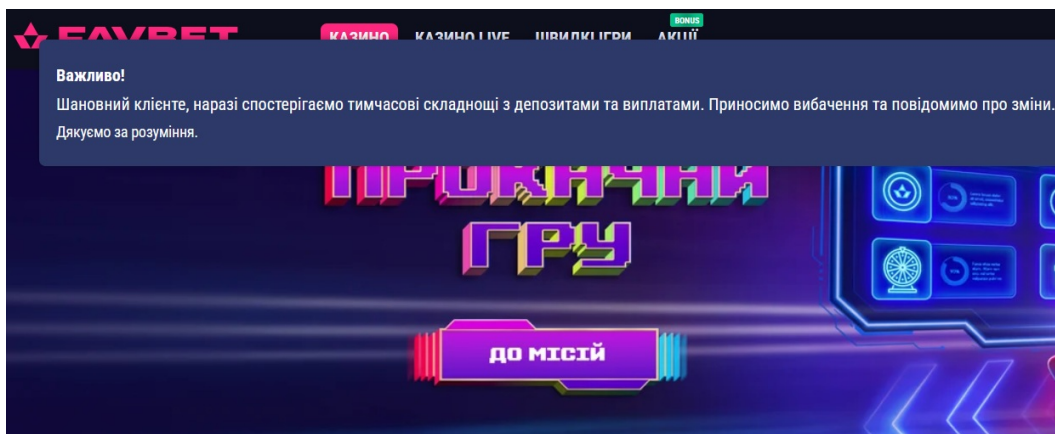 FAVBET
КАЗИНО КАЗИНО LIVE ШВИДКІ ІГРИ АКЦІЇ
BONUS
Важливо!
Шановний клієнте, наразі спостерігаємо тимчасові складнощі з депозитами та виплатами. Приносимо вибачення та повідомимо про зміни.
Дякуємо за розуміння.
ПРОКАЧАЙ
ГРУ
ДО МІСІЙ